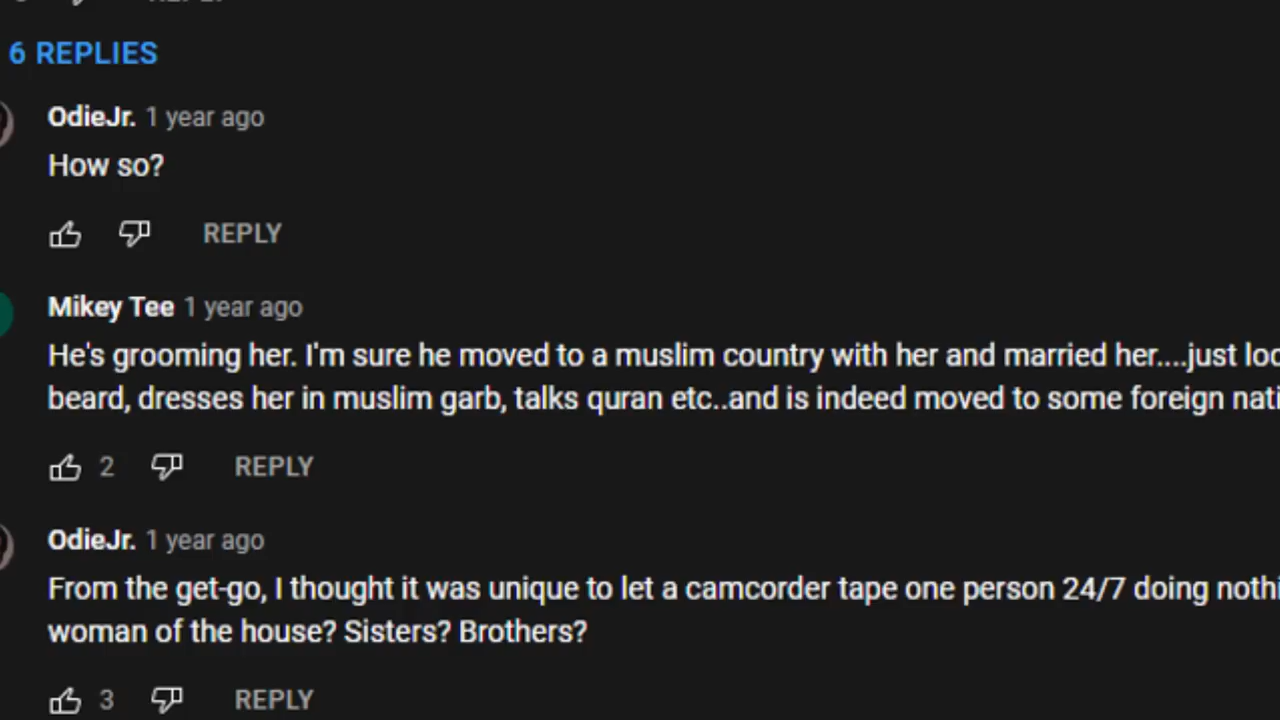 6 REPLIES
OdieJr. 1 year ago
How so?
REPLY
Mikey Tee 1 year ago
He's grooming her. I'm sure he moved to a muslim country with her and married her....just
beard, dresses her in muslim garb, talks quran etc..and is indeed moved to some foreign
2 REPLY
OdieJr. 1 year ago
From the get-go, I thought it was unique to let a camcorder tape one person 24/7 doing
woman of the house? Sisters? Brothers?
3 REPLY